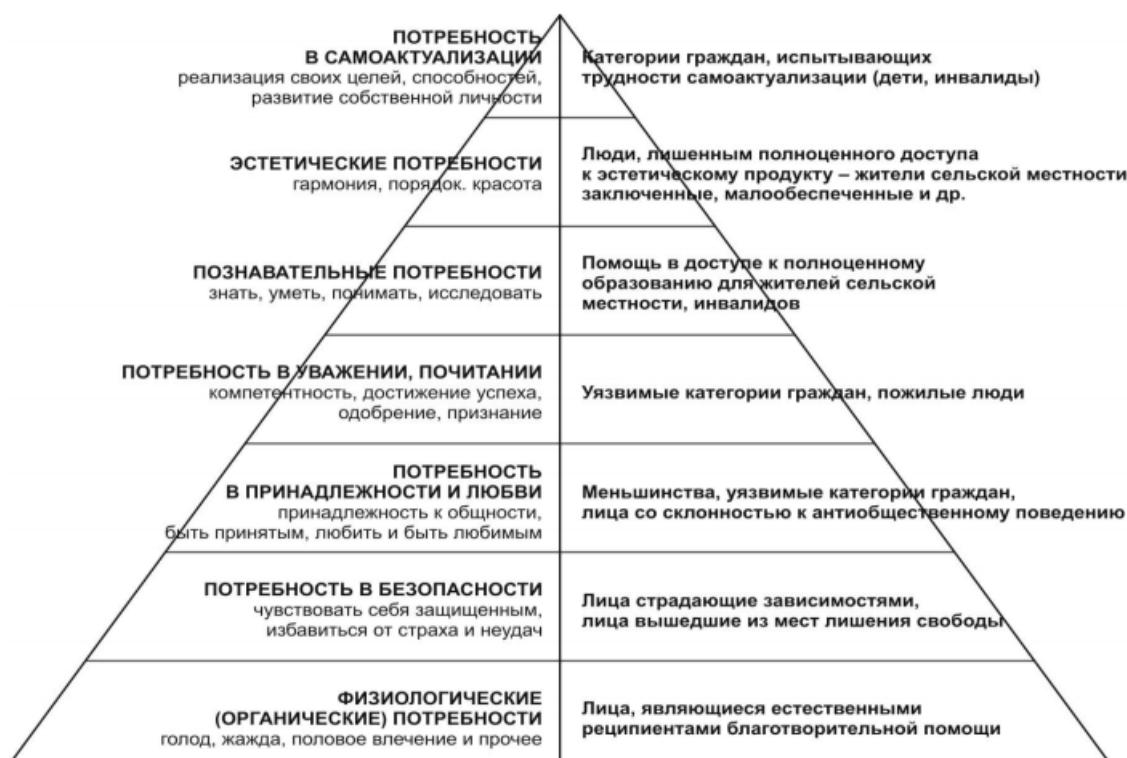 ПОТРЕБНОСТЬ
В САМОАКТУАЛИЗАЦИИ
реализация своих целей, способностей,
развитие собственной личности
Категории граждан, испытывающих
трудности самоактуализации (дети, инвалиды)
ЭСТЕТИЧЕСКИЕ ПОТРЕБНОСТИ
гармония, порядок. красота
Люди, лишенным полноценного доступа
к эстетическому продукту – жители сельской местности
заключенные, малообеспеченные и др.
ПОЗНАВАТЕЛЬНЫЕ ПОТРЕБНОСТИ
знать, уметь, понимать, исследовать
Помощь в доступе к полноценному
образованию для жителей сельской
местности, инвалидов
ПОТРЕБНОСТЬ В УВАЖЕНИИ, ПОЧИТАНИИ
компетентность, достижение успеха,
одобрение, признание
Уязвимые категории граждан, пожилые люди
ПОТРЕБНОСТЬ
В ПРИНАДЛЕЖНОСТИ И ЛЮБВИ
принадлежность к общности,
быть принятым, любить и быть любимым
Меньшинства, уязвимые категории граждан,
лица со склонностью к антиобщественному поведению
ПОТРЕБНОСТЬ В БЕЗОПАСНОСТИ
чувствовать себя защищенным,
избавиться от страха и неудач
Лица страдающие зависимостями,
лица вышедшие из мест лишения свободы
ФИЗИОЛОГИЧЕСКИЕ
(ОРГАНИЧЕСКИЕ) ПОТРЕБНОСТИ
голод, жажда, половое влечение и прочее
Лица, являющиеся естественными
реципиентами благотворительной помощи